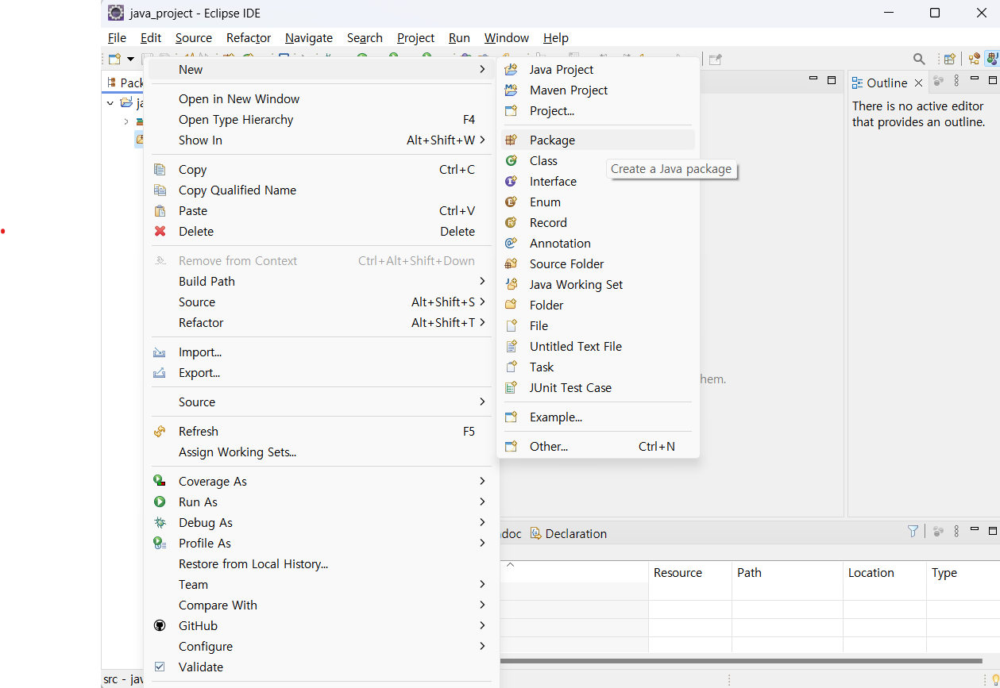 java_project - Eclipse IDE
File Edit Source Refactor Navigate Search Project Run Window Help
New
Open in New Window
Open Type Hierarchy F4
Show In Alt+Shift+W
Copy Ctrl+C
Copy Qualified Name
Paste Ctrl+V
Delete Delete
Remove from Context Ctrl+Alt+Shift+Down
Build Path
Source Alt+Shift+S
Refactor Alt+Shift+T
Import...
Export...
Source
Refresh F5
Assign Working Sets...
Coverage As
Run As
Debug As
Profile As
Restore from Local History...
Team
Compare With
GitHub
Configure
Validate
Java Project
Maven Project
Project...
Package
Class
Create a Java package
Interface
Enum
Record
Annotation
Source Folder
Java Working Set
Folder
File
Untitled Text File
Task
JUnit Test Case
Example...
Other... Ctrl+N
Pack
ja
hem.
Outline
There is no active editor
that provides an outline.
doc Declaration
Resource Path Location Type
src - jav